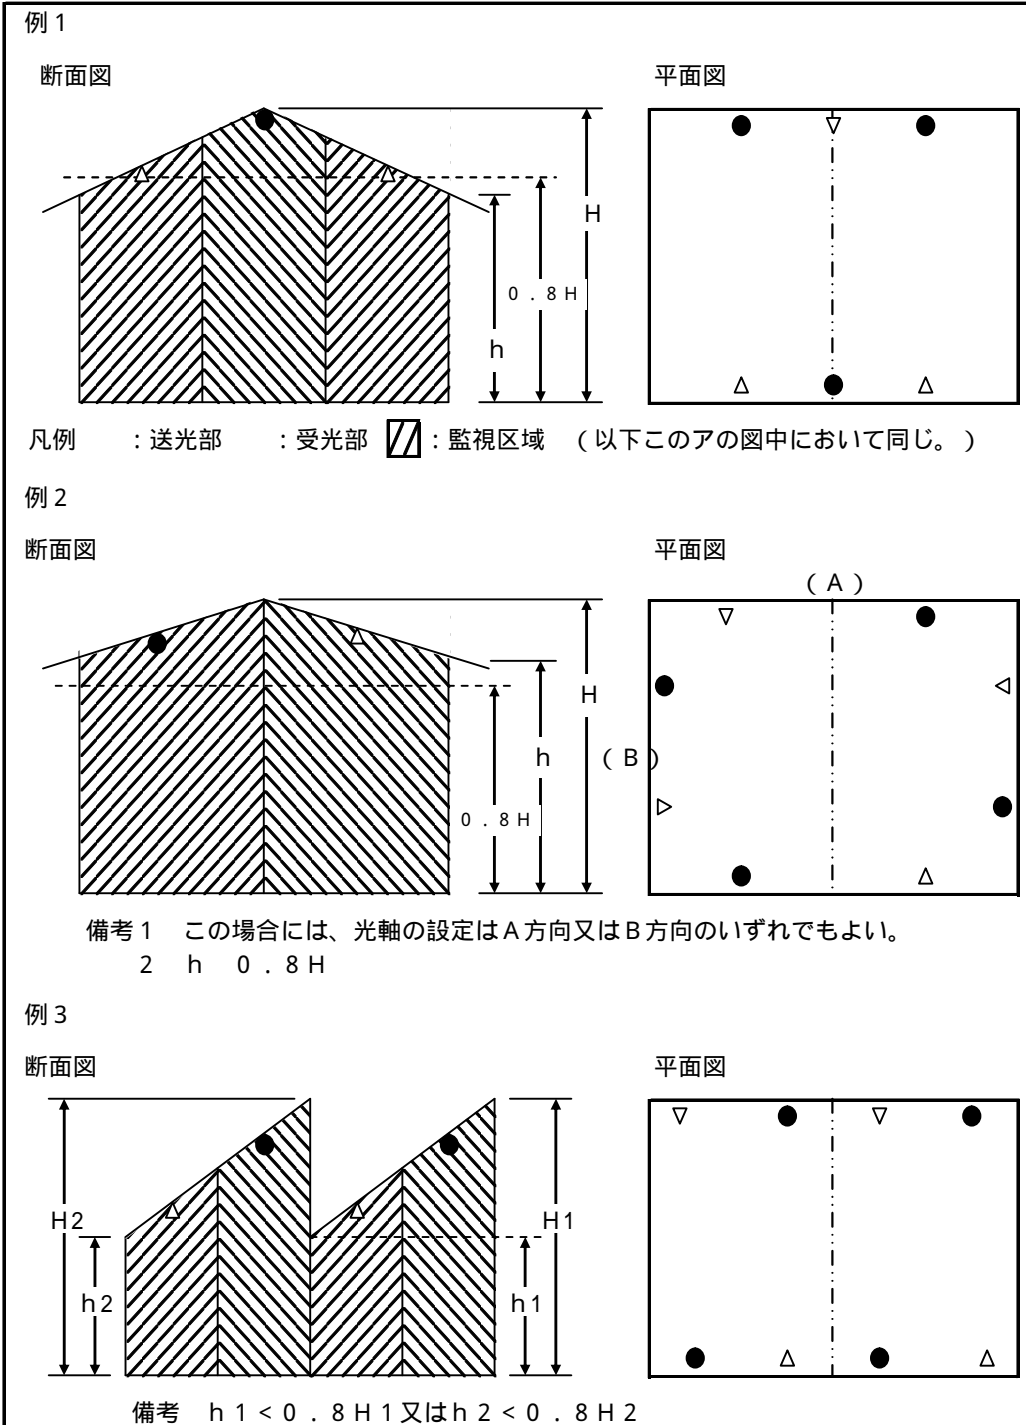 例1
断面図
平面図
H
0.8H
h
凡例 :送光部 :受光部 :監視区域 (以下このアの図中において同じ。)
例2
断面図
平面図
(A)
H
h
(B)
0.8H
備考1 この場合には、光軸の設定はA方向又はB方向のいずれでもよい。
2 h 0.8H
例3
断面図
平面図
H2
H1
h2
h1
備考 h1<0.8H1又はh2<0.8H2